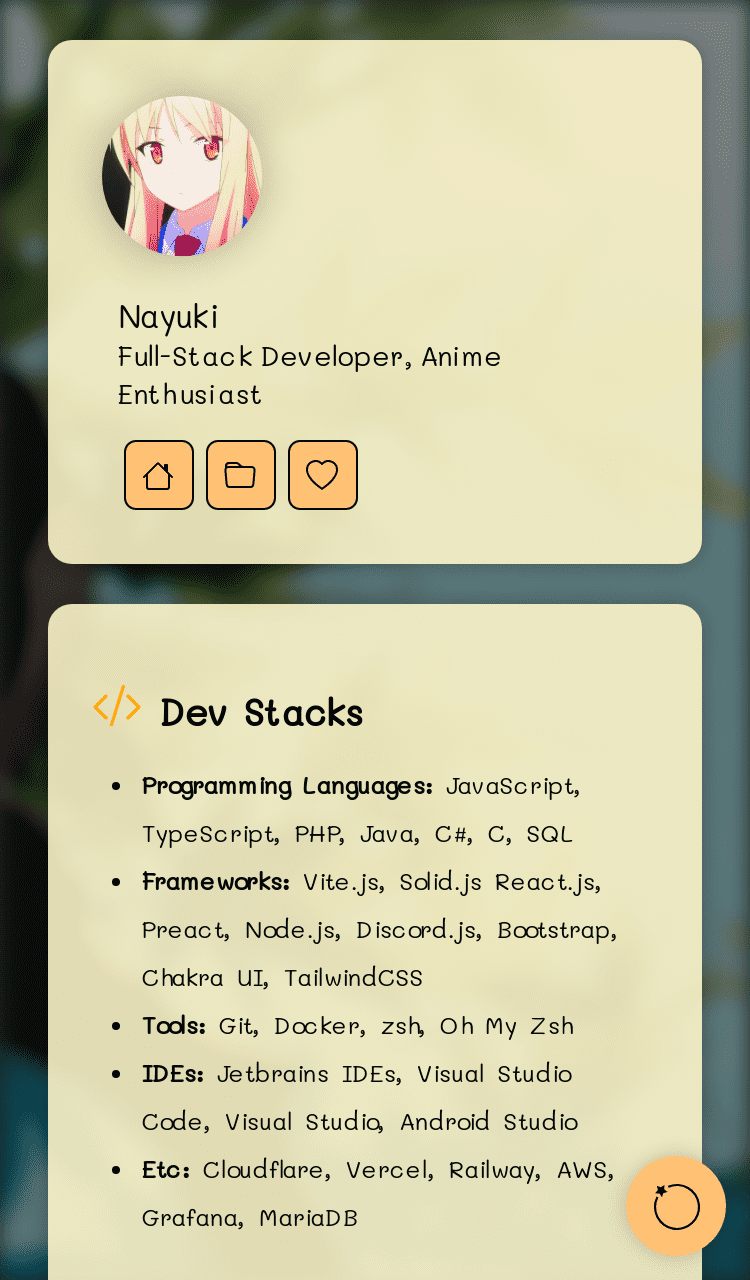 Nayuki
Full-Stack Developer, Anime
Enthusiast
Dev Stacks
Programming Languages: JavaScript,
TypeScript, PHP, Java, C#, C, SQL
Frameworks: Vite.js, Solid.js React.js,
Preact, Node.js, Discord.js, Bootstrap,
Chakra UI, TailwindCSS
Tools: Git, Docker, zsh, Oh My Zsh
IDEs: Jetbrains IDEs, Visual Studio
Code, Visual Studio, Android Studio
Etc: Cloudflare, Vercel, Railway, AWS,
Grafana, MariaDB